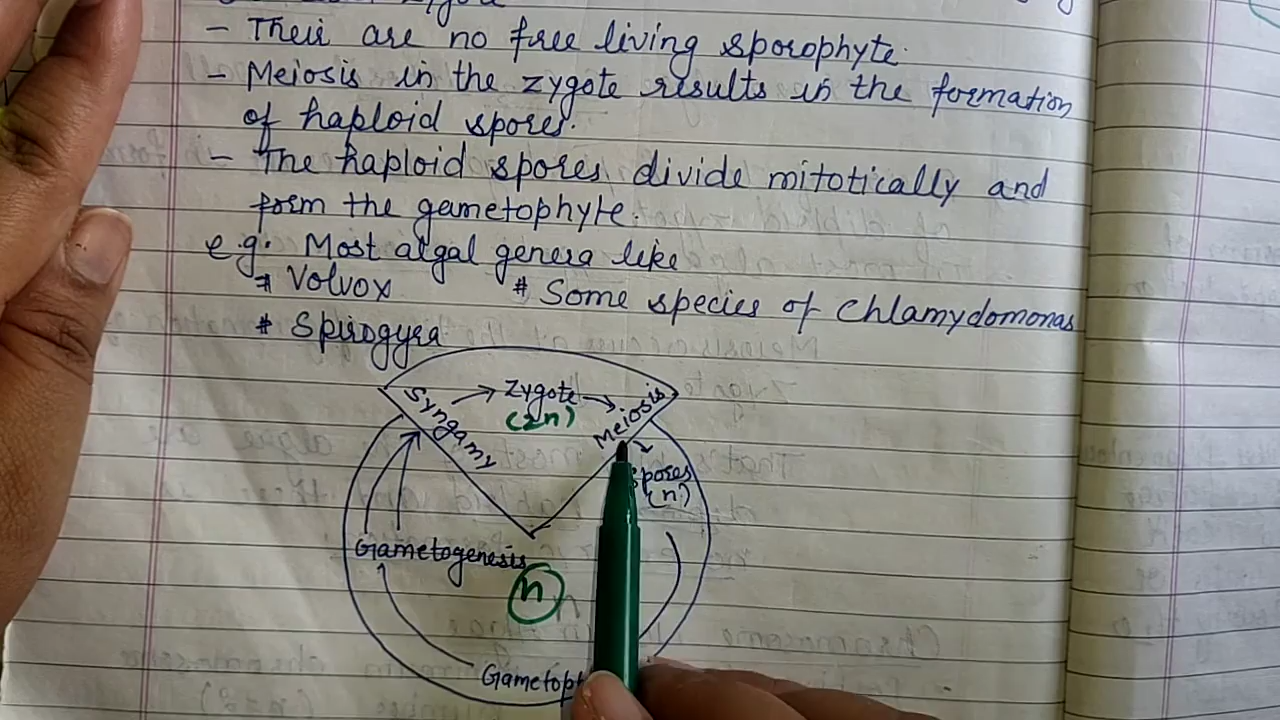 - Their are no free living sporophyte.
- Meiosis in the zygote results in the formation
of haploid spores.
- The haploid spores divide mitotically and
form the gametophyte.
e.g: Most algal genera like
* Volvox # Some species of Chlamydomonas
# Spirogyra
Syngamy → Zygote → Meiosis
(2n)
spores
(n)
Gametogenesis
n